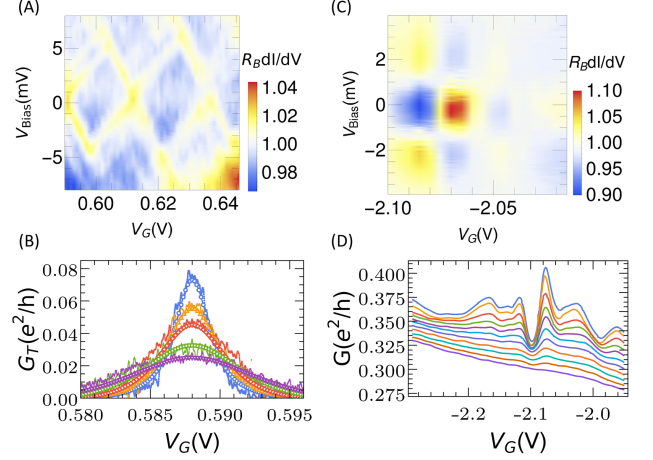 (A)
R_B dI/dV
V_Bias(mV)
5
0
−5
1.04
1.02
1.00
0.98
0.60
0.62
0.64
V_G(V)
(C)
R_B dI/dV
V_Bias(mV)
2
0
−2
1.10
1.05
1.00
0.95
0.90
−2.10
−2.05
V_G(V)
(B)
G_T(e²/h)
0.08
0.06
0.04
0.02
0.00
0.580
0.585
0.590
0.595
V_G(V)
(D)
G(e²/h)
0.400
0.375
0.350
0.325
0.300
0.275
−2.2
−2.1
−2.0
V_G(V)